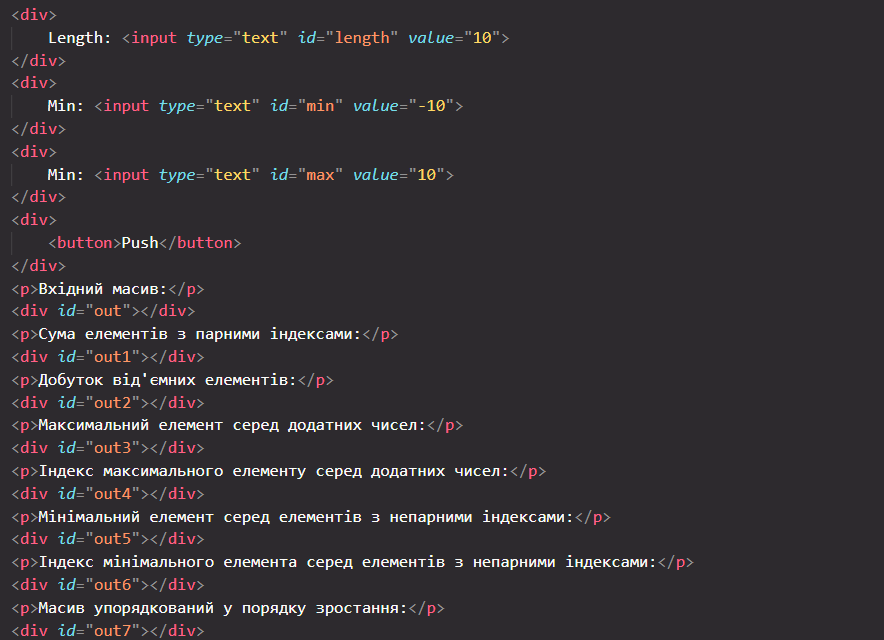 <div>
    Length: <input type="text" id="length" value="10">
</div>
<div>
    Min: <input type="text" id="min" value="-10">
</div>
<div>
    Min: <input type="text" id="max" value="10">
</div>
<div>
    <button>Push</button>
</div>
<p>Вхідний масив:</p>
<div id="out"></div>
<p>Сума елементів з парними індексами:</p>
<div id="out1"></div>
<p>Добуток від'ємних елементів:</p>
<div id="out2"></div>
<p>Максимальний елемент серед додатних чисел:</p>
<div id="out3"></div>
<p>Індекс максимального елементу серед додатних чисел:</p>
<div id="out4"></div>
<p>Мінімальний елемент серед елементів з непарними індексами:</p>
<div id="out5"></div>
<p>Індекс мінімального елемента серед елементів з непарними індексами:</p>
<div id="out6"></div>
<p>Масив упорядкований у порядку зростання:</p>
<div id="out7"></div>